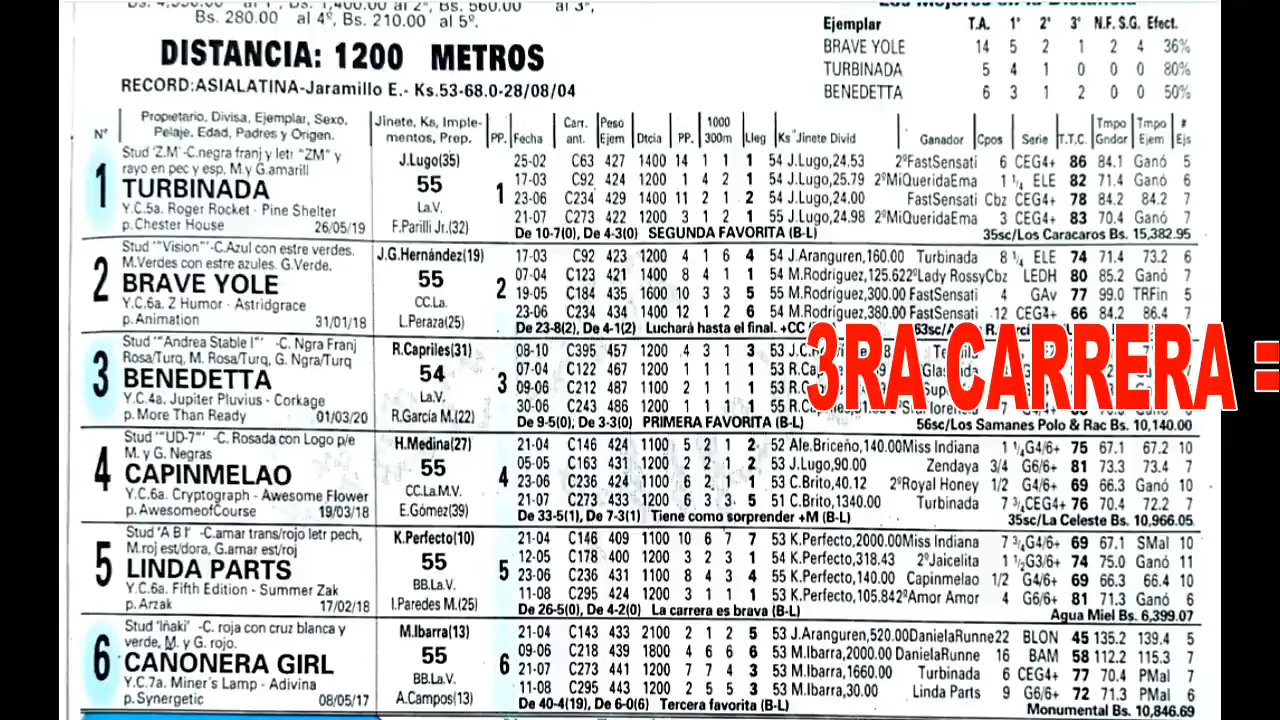 Bs. 280.00 al 4º, Bs. 210.00 al 5º.
DISTANCIA: 1200 METROS
RECORD:ASIALATINA-Jaramillo E.- Ks.53-68.0-28/08/04
Ejemplar T.A. 1° 2° 3° N.F. S.G. Efect.
BRAVE YOLE 14 5 2 1 2 4 36%
TURBINADA 5 4 1 0 0 0 80%
BENEDETTA 6 3 1 2 0 0 50%
Nº Propietario, Divisa, Ejemplar, Sexo. Pelaje, Edad, Padres y Origen. Jinete, Ks, Implementos, Prep. PP. Fecha Carr. ant. Peso Ejem Dtcia PP. 1000 300m Lleg Ks Jinete Divid Ganador Cpos Serie T.T.C. Tmpo Gndor Tmpo Ejem # Ejs
1
Stud 'Z.M' -C.negra franj y letr "ZM" y
rayo en pec y esp, M.y G.amarill
TURBINADA
Y.C.5a. Roger Rocket - Pine Shelter
p.Chester House 26/05/19
J.Lugo(35)
55
La.V.
F.Parilli Jr.(32)
1
25-02 C63 427 1400 14 1 1 1 54 J.Lugo,24.53 2ºFastSensati 6 CEG4+ 86 84.1 Ganó 5
17-03 C92 424 1200 1 4 2 1 54 J.Lugo,25.79 2ºMiQueridaEma 1 1/4 ELE 82 71.4 Ganó 6
23-06 C234 429 1400 11 2 1 2 54 J.Lugo,24.00 FastSensati Cbz CEG4+ 78 84.2 84.2 7
21-07 C273 422 1200 3 1 2 1 55 J.Lugo,24.98 2ºMiQueridaEma 3 CEG4+ 83 70.4 Ganó 7
De 10-7(0), De 4-3(0) SEGUNDA FAVORITA (B-L) 35sc/Los Caracaros Bs. 15,382.95
2
Stud '"Vision"' -C.Azul con estre verdes.
M.Verdes con estre azules. G.Verde.
BRAVE YOLE
Y.C.6a. Z Humor - Astridgrace
p.Animation 31/01/18
J.G.Hernández(19)
55
CC.La.
L.Peraza(25)
2
17-03 C92 423 1200 4 1 6 4 54 J.Aranguren,160.00 Turbinada 8 1/4 ELE 74 71.4 73.2 6
07-04 C123 421 1400 8 4 1 1 54 M.Rodríguez,125.62 2ºLady RossyCbz LEDH 80 85.2 Ganó 7
19-05 C184 435 1600 10 3 3 5 55 M.Rodríguez,300.00 FastSensati 4 GAv 77 99.0 TRFin 5
23-06 C234 434 1400 12 1 2 6 54 M.Rodríguez,380.00 FastSensati 12 CEG4+ 66 84.2 86.4 7
De 23-8(2), De 4-1(2) Luchará hasta el final. +CC
3RA CARRERA =
3
Stud '"Andrea Stable I"' -C. Ngra Franj
Rosa/Turq, M. Rosa/Turq, G. Ngra/Turq
BENEDETTA
Y.C.4a. Jupiter Pluvius - Corkage
p.More Than Ready 01/03/20
R.Capriles(31)
54
La.V.
R.García M.(22)
3
08-10 C395 457 1200 4 3 1 3 53
07-04 C122 467 1200 1 1 1 1 53
09-06 C212 487 1100 2 1 1 1 53
30-06 C243 486 1200 1 1 1 1 55
De 9-5(0), De 3-3(0) PRIMERA FAVORITA (B-L) 56sc/Los Samanes Polo & Rac Bs. 10,140.00
4
Stud '"UD-7"' -C. Rosada con Logo p/e
M. y G. Negras
CAPINMELAO
Y.C.6a. Cryptograph - Awesome Flower
p.AwesomeofCourse 19/03/18
H.Medina(27)
55
CC.La.M.V.
E.Gómez(39)
4
21-04 C146 424 1100 5 2 1 2 52 Ale.Briceño,140.00 Miss Indiana 1 1/4 G4/6+ 75 67.1 67.2 10
05-05 C163 431 1200 2 2 1 2 53 J.Lugo,90.00 Zendaya 3/4 G6/6+ 81 73.3 73.4 7
23-06 C236 424 1100 6 2 1 1 53 C.Brito,40.12 2ºRoyal Honey 1/2 G4/6+ 69 66.3 Ganó 10
21-07 C273 433 1200 6 3 3 5 51 C.Brito,1340.00 Turbinada 7 3/4 CEG4+ 76 70.4 72.2 7
De 33-5(1), De 7-3(1) Tiene como sorprender +M (B-L) 35sc/La Celeste Bs. 10,966.05
5
Stud 'A B I' -C.amar trans/rojo letr pech,
M.roj est/dora, G.amar est/roj
LINDA PARTS
Y.C.6a. Fifth Edition - Summer Zak
p.Arzak 17/02/18
K.Perfecto(10)
55
BB.La.V.
I.Paredes M.(25)
5
21-04 C146 409 1100 10 6 7 7 53 K.Perfecto,2000.00 Miss Indiana 7 3/4 G4/6+ 69 67.1 SMal 10
12-05 C178 400 1200 3 2 3 1 54 K.Perfecto,318.43 2ºJaicelita 1 1/2 G3/6+ 74 75.0 Ganó 11
23-06 C236 431 1100 8 4 3 4 55 K.Perfecto,140.00 Capinmelao 1/2 G4/6+ 69 66.3 66.4 10
11-08 C295 424 1200 3 1 1 1 53 K.Perfecto,105.84 2ºAmor Amor 4 G6/6+ 81 71.3 Ganó 6
De 26-5(0), De 4-2(0) La carrera es brava (B-L) Agua Miel Bs. 6,399.07
6
Stud 'Iñaki' -C. roja con cruz blanca y
verde, M. y G. rojo.
CAÑONERA GIRL
Y.C.7a. Miner's Lamp - Adivina
p.Synergetic 08/05/17
M.Ibarra(13)
55
BB.La.V.
A.Campos(13)
6
21-04 C143 433 2100 2 1 2 5 53 J.Aranguren,520.00 DanielaRunne 22 BLON 45 135.2 139.4 5
09-06 C218 439 1800 4 6 6 6 53 M.Ibarra,2000.00 DanielaRunne 16 BAM 58 112.2 115.3 7
21-07 C273 441 1200 7 7 4 3 53 M.Ibarra,1660.00 Turbinada 6 CEG4+ 77 70.4 PMal 7
11-08 C295 443 1200 2 5 5 3 53 M.Ibarra,30.00 Linda Parts 9 G6/6+ 72 71.3 PMal 6
De 40-4(19), De 6-0(6) Tercera favorita (B-L) Monumental Bs. 10,846.69